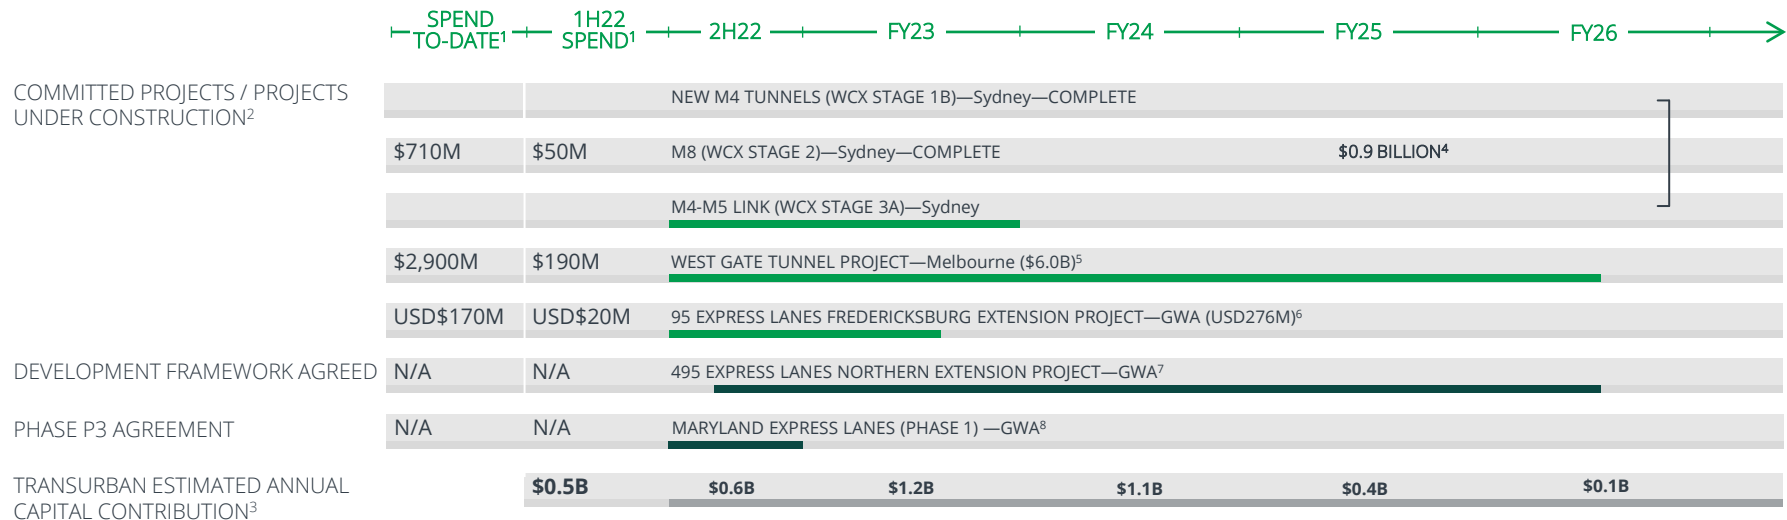 SPEND TO-DATE¹ 1H22 SPEND¹ 2H22 FY23 FY24 FY25 FY26
COMMITTED PROJECTS / PROJECTS
UNDER CONSTRUCTION²
NEW M4 TUNNELS (WCX STAGE 1B)—Sydney—COMPLETE
$710M $50M M8 (WCX STAGE 2)—Sydney—COMPLETE $0.9 BILLION⁴
M4-M5 LINK (WCX STAGE 3A)—Sydney
$2,900M $190M WEST GATE TUNNEL PROJECT—Melbourne ($6.0B)⁵
USD$170M USD$20M 95 EXPRESS LANES FREDERICKSBURG EXTENSION PROJECT—GWA (USD276M)⁶
DEVELOPMENT FRAMEWORK AGREED N/A N/A 495 EXPRESS LANES NORTHERN EXTENSION PROJECT—GWA⁷
PHASE P3 AGREEMENT N/A N/A MARYLAND EXPRESS LANES (PHASE 1) —GWA⁸
TRANSURBAN ESTIMATED ANNUAL
CAPITAL CONTRIBUTION³
$0.5B $0.6B $1.2B $1.1B $0.4B $0.1B